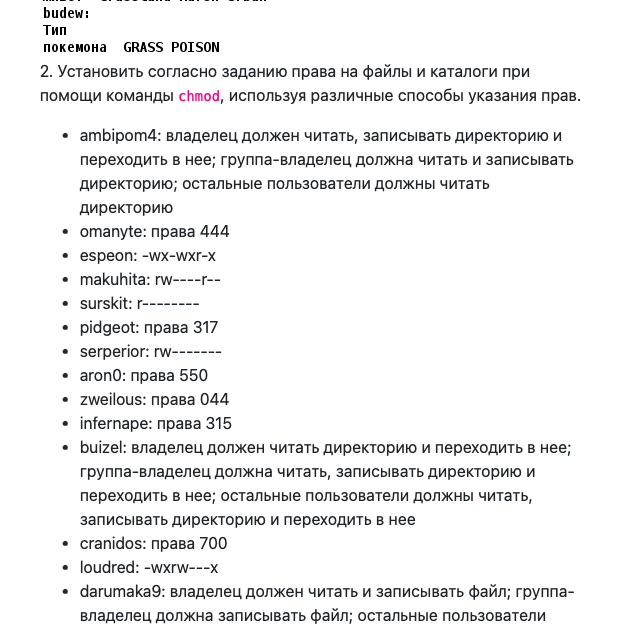 budew:
Тип
покемона GRASS POISON
2. Установить согласно заданию права на файлы и каталоги при
помощи команды chmod, используя различные способы указания прав.
• ambipom4: владелец должен читать, записывать директорию и
переходить в нее; группа-владелец должна читать и записывать
директорию; остальные пользователи должны читать
директорию
• omanyte: права 444
• espeon: -wx-wxr-x
• makuhita: rw----r--
• surskit: r--------
• pidgeot: права 317
• serperior: rw-------
• aron0: права 550
• zweilous: права 044
• infernape: права 315
• buizel: владелец должен читать директорию и переходить в нее;
группа-владелец должна читать, записывать директорию и
переходить в нее; остальные пользователи должны читать,
записывать директорию и переходить в нее
• cranidos: права 700
• loudred: -wxrw---x
• darumaka9: владелец должен читать и записывать файл; группа-
владелец должна записывать файл; остальные пользователи